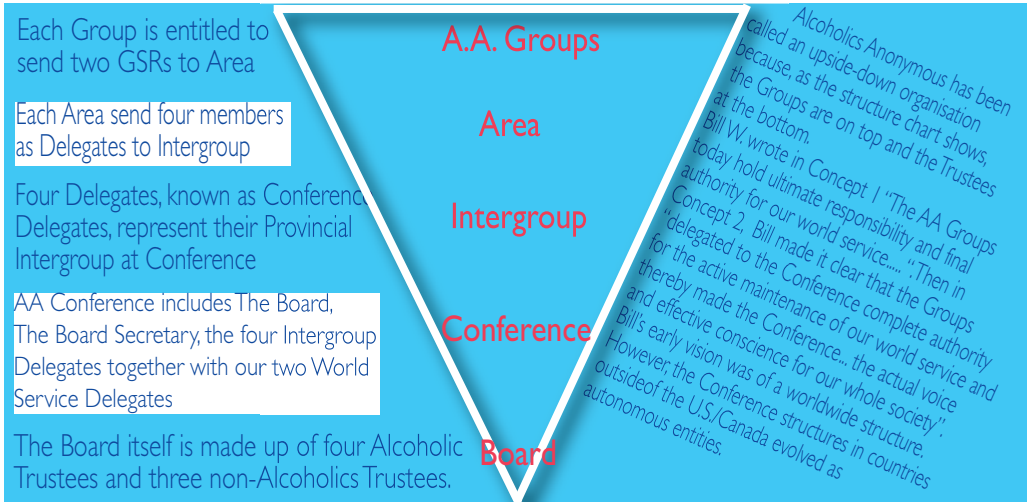 Each Group is entitled to
send two GSRs to Area
Each Area send four members
as Delegates to Intergroup
Four Delegates, known as Conference
Delegates, represent their Provincial
Intergroup at Conference
AA Conference includes The Board,
The Board Secretary, the four Intergroup
Delegates together with our two World
Service Delegates
The Board itself is made up of four Alcoholic
Trustees and three non-Alcoholics Trustees.
A.A. Groups
Area
Intergroup
Conference
Board
Alcoholics Anonymous has been
called an upside-down organisation
because, as the structure chart shows,
the Groups are on top and the Trustees
at the bottom.
Bill W. wrote in Concept 1 “The AA Groups
today hold ultimate responsibility and final
authority for our world service..... “.Then in
Concept 2, Bill made it clear that the Groups
“delegated to the Conference complete authority
for the active maintenance of our world service and
thereby made the Conference... the actual voice
and effective conscience for our whole society”.
Bill’s early vision was of a worldwide structure.
However, the Conference structures in countries
outsideof the U.S./Canada evolved as
autonomous entities.